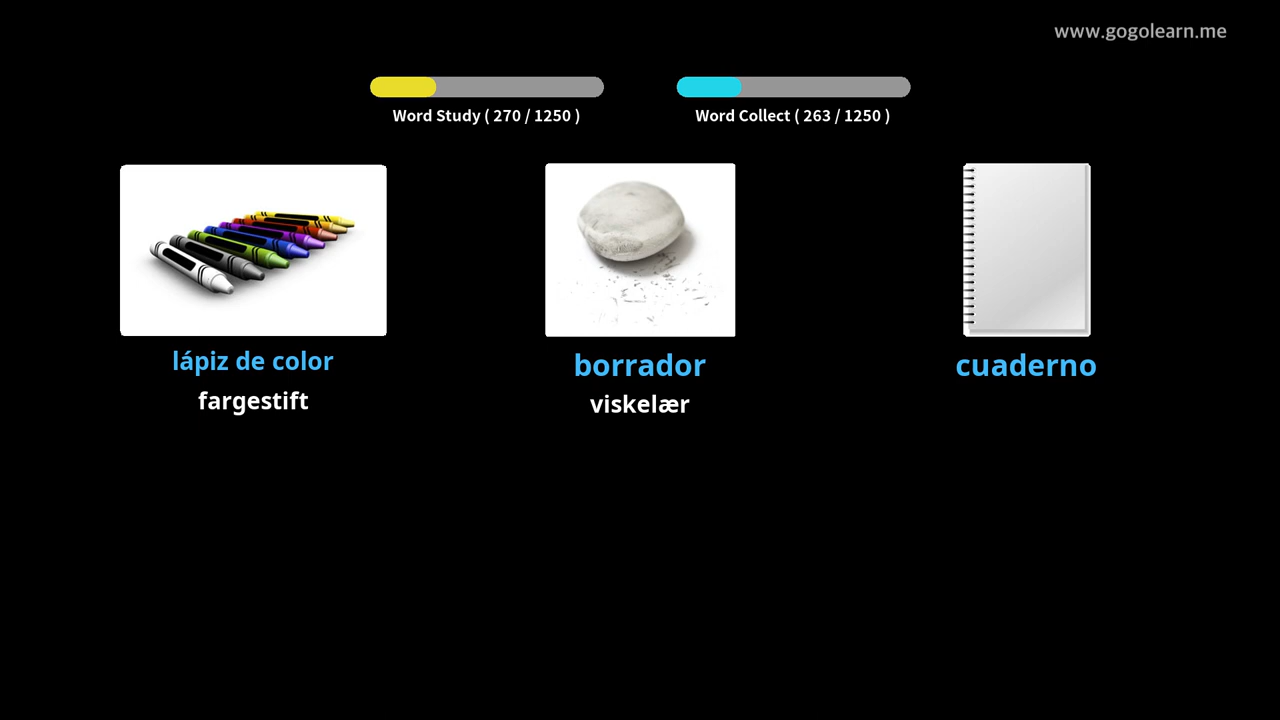 www.gogolearn.me
Word Study ( 270 / 1250 )
Word Collect ( 263 / 1250 )
lápiz de color
fargestift
borrador
viskelær
cuaderno